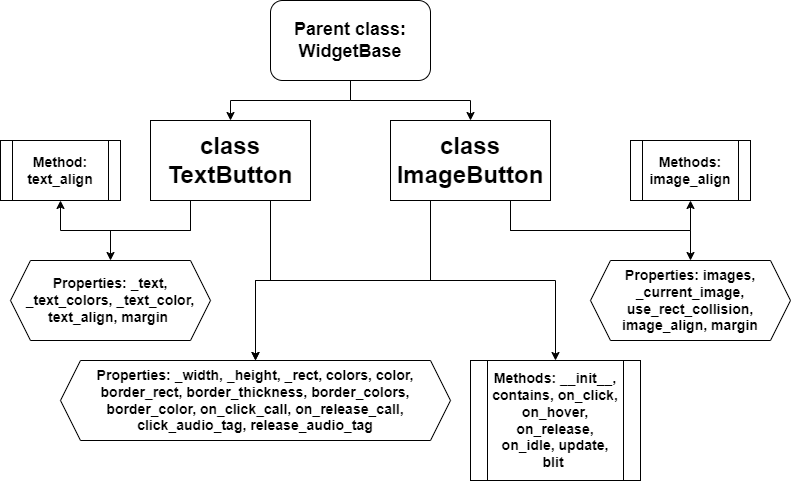 Parent class:
WidgetBase
class
TextButton
class
ImageButton
Method:
text_align
Methods:
image_align
Properties: _text,
_text_colors, _text_color,
text_align, margin
Properties: images,
_current_image,
use_rect_collision,
image_align, margin
Properties: _width, _height, _rect, colors, color,
border_rect, border_thickness, border_colors,
border_color, on_click_call, on_release_call,
click_audio_tag, release_audio_tag
Methods: __init__,
contains, on_click,
on_hover,
on_release,
on_idle, update,
blit